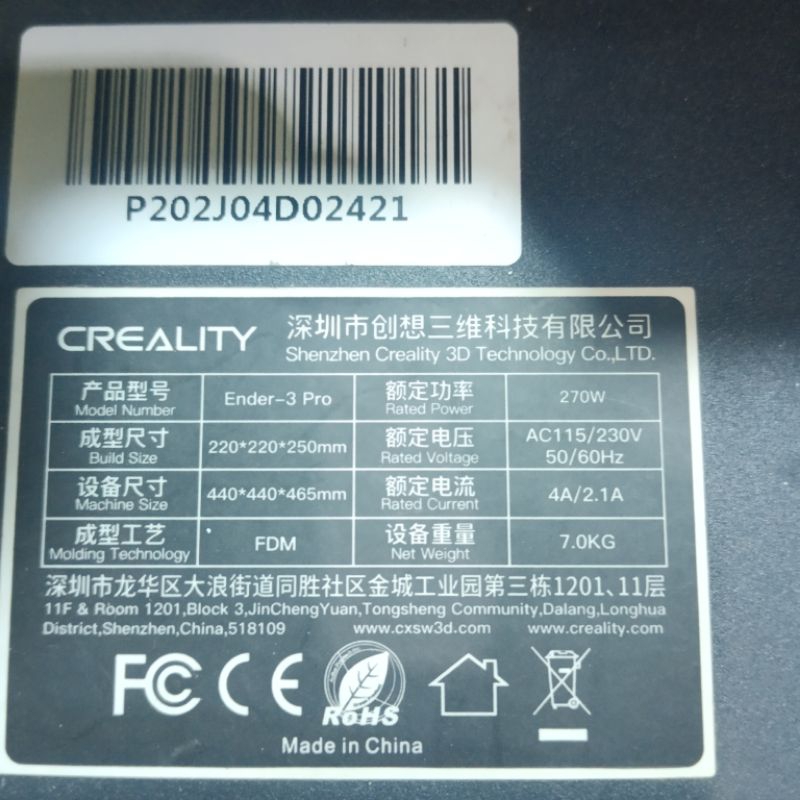 P202J04D02421
CREALITY 深圳市创想三维科技有限公司
Shenzhen Creality 3D Technology Co.,LTD.
产品型号 额定功率
Model Number Ender-3 Pro Rated Power 270W
成型尺寸 额定电压 AC115/230V
Build Size 220*220*250mm Rated Voltage 50/60Hz
设备尺寸 额定电流
Machine Size 440*440*465mm Rated Current 4A/2.1A
成型工艺 设备重量
Molding Technology FDM Net Weight 7.0KG
深圳市龙华区大浪街道同胜社区金城工业园第三栋1201、11层
11F & Room 1201,Block 3,JinChengYuan,Tongsheng Community,Dalang,Longhua
District,Shenzhen,China,518109 www.cxsw3d.com www.creality.com
FC CE RoHS
Made in China